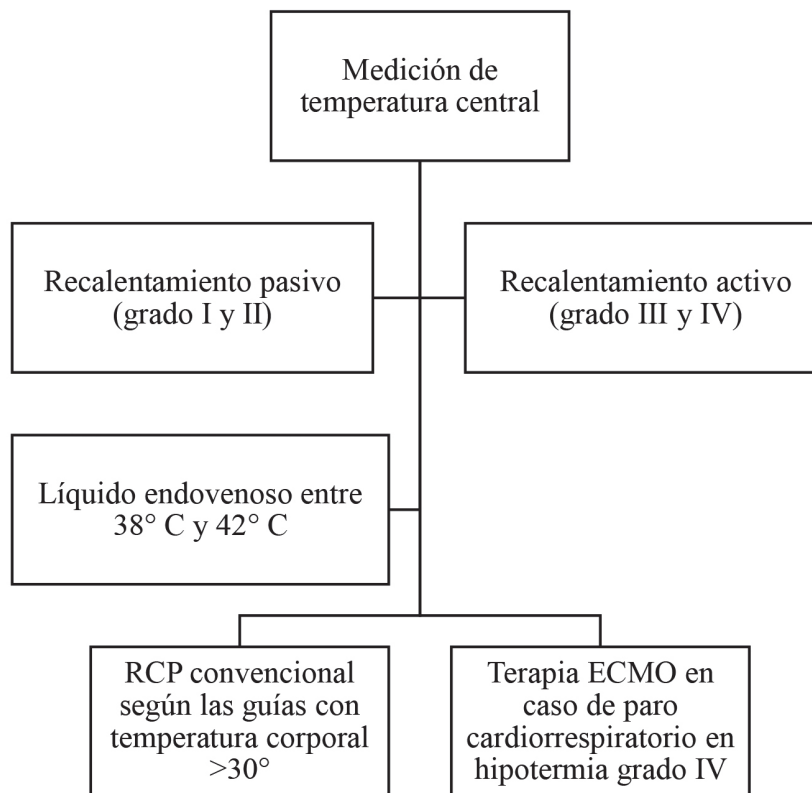 Medición de
temperatura central
Recalentamiento pasivo
(grado I y II)
Recalentamiento activo
(grado III y IV)
Líquido endovenoso entre
38° C y 42° C
RCP convencional
según las guías con
temperatura corporal
>30°
Terapia ECMO en
caso de paro
cardiorrespiratorio en
hipotermia grado IV